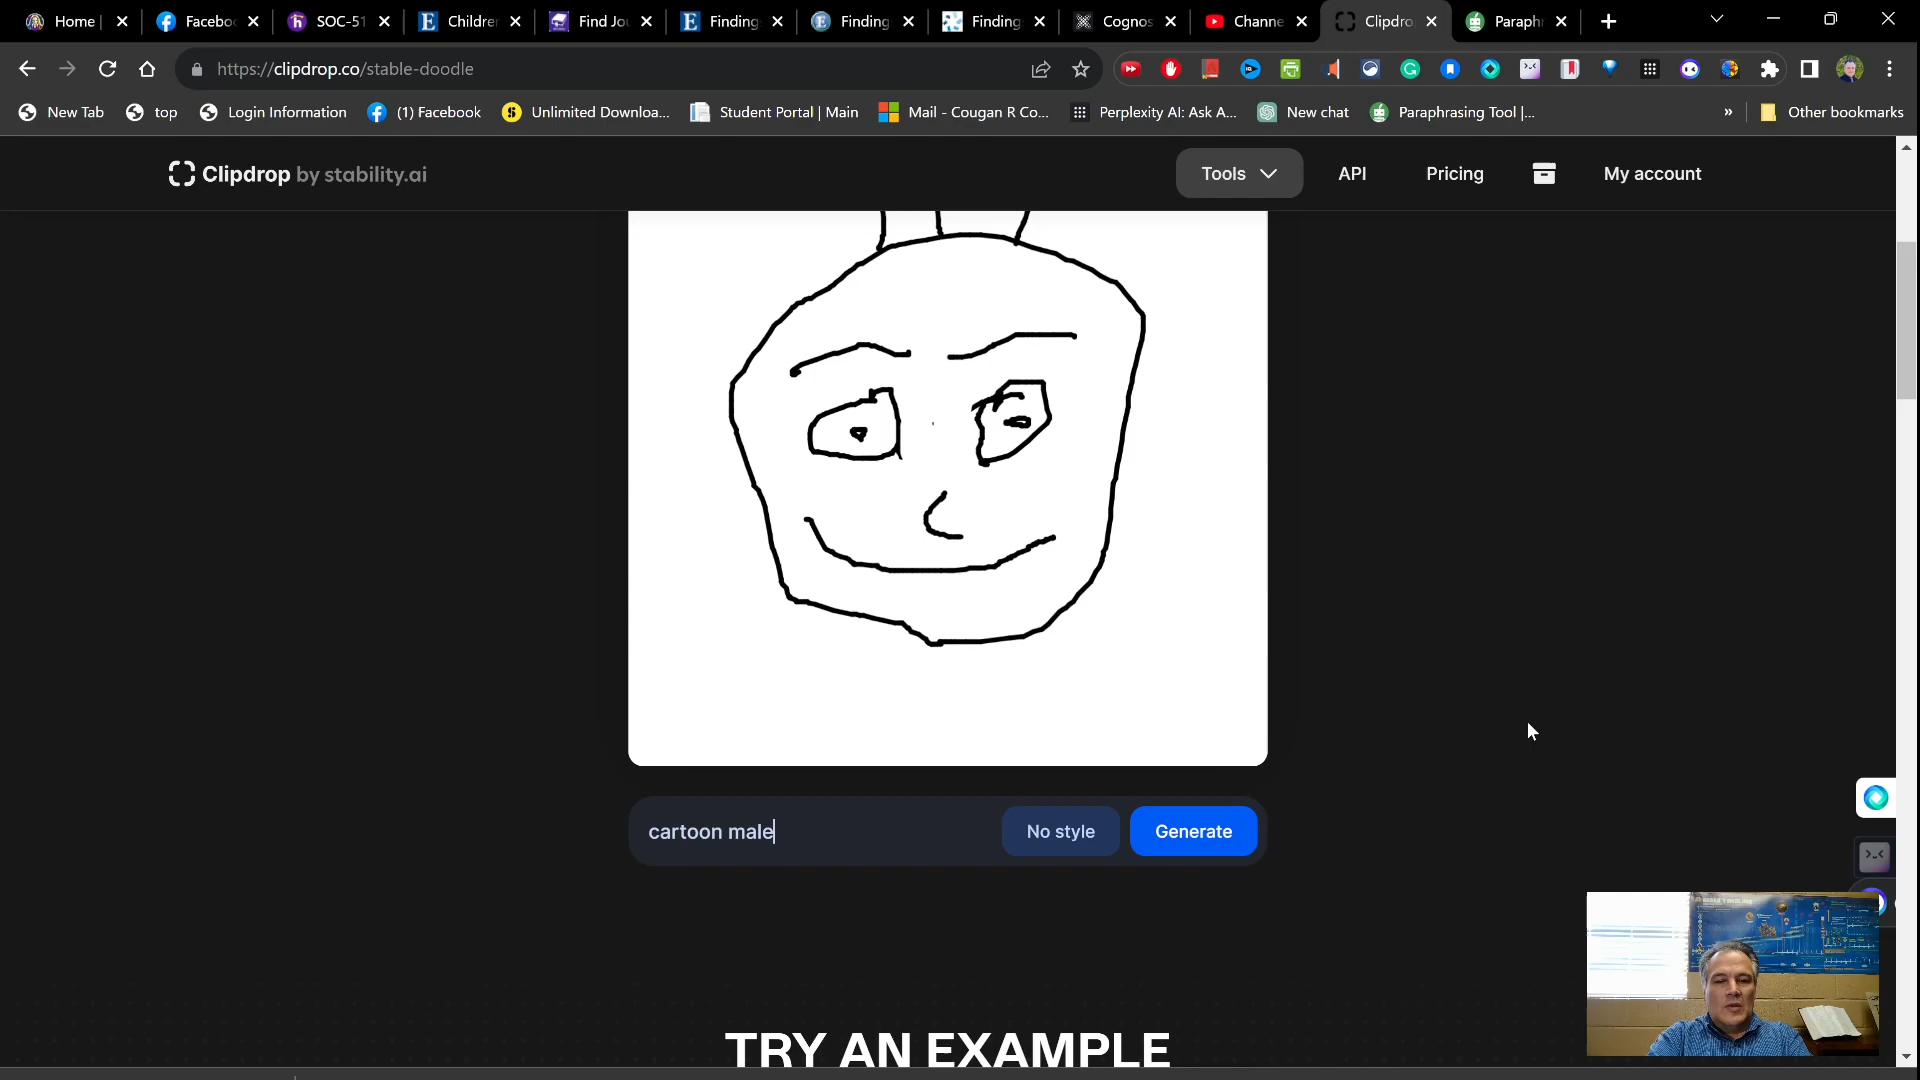 Home
Facebo
SOC-51
Childre
Find Jo
Finding
Finding
Finding
Cognos
Channe
Clipdro
Paraph
https://clipdrop.co/stable-doodle
New Tab
top
Login Information
(1) Facebook
Unlimited Downloa...
Student Portal | Main
Mail - Cougan R Co...
Perplexity AI: Ask A...
New chat
Paraphrasing Tool |...
»
Other bookmarks
Clipdrop by stability.ai
Tools
API
Pricing
My account
cartoon male
No style
Generate
TRY AN EXAMPLE